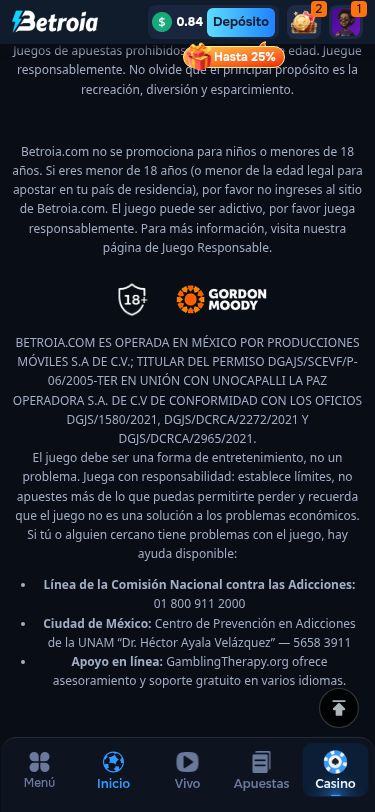 Betroia
$ 0.84 Depósito
2
1
Juegos de apuestas prohibidos edad. Juegue
Hasta 25%
responsablemente. No olvide que el principal propósito es la
recreación, diversión y esparcimiento.
Betroia.com no se promociona para niños o menores de 18
años. Si eres menor de 18 años (o menor de la edad legal para
apostar en tu país de residencia), por favor no ingreses al sitio
de Betroia.com. El juego puede ser adictivo, por favor juega
responsablemente. Para más información, visita nuestra
página de Juego Responsable.
18+
GORDON
MOODY
BETROIA.COM ES OPERADA EN MÉXICO POR PRODUCCIONES
MÓVILES S.A DE C.V.; TITULAR DEL PERMISO DGAJS/SCEVF/P-
06/2005-TER EN UNIÓN CON UNOCAPALLI LA PAZ
OPERADORA S.A. DE C.V DE CONFORMIDAD CON LOS OFICIOS
DGJS/1580/2021, DGJS/DCRCA/2272/2021 Y
DGJS/DCRCA/2965/2021.
El juego debe ser una forma de entretenimiento, no un
problema. Juega con responsabilidad: establece límites, no
apuestes más de lo que puedas permitirte perder y recuerda
que el juego no es una solución a los problemas económicos.
Si tú o alguien cercano tiene problemas con el juego, hay
ayuda disponible:
• Línea de la Comisión Nacional contra las Adicciones:
01 800 911 2000
• Ciudad de México: Centro de Prevención en Adicciones
de la UNAM “Dr. Héctor Ayala Velázquez” — 5658 3911
• Apoyo en línea: GamblingTherapy.org ofrece
asesoramiento y soporte gratuito en varios idiomas.
Menú
Inicio
Vivo
Apuestas
Casino